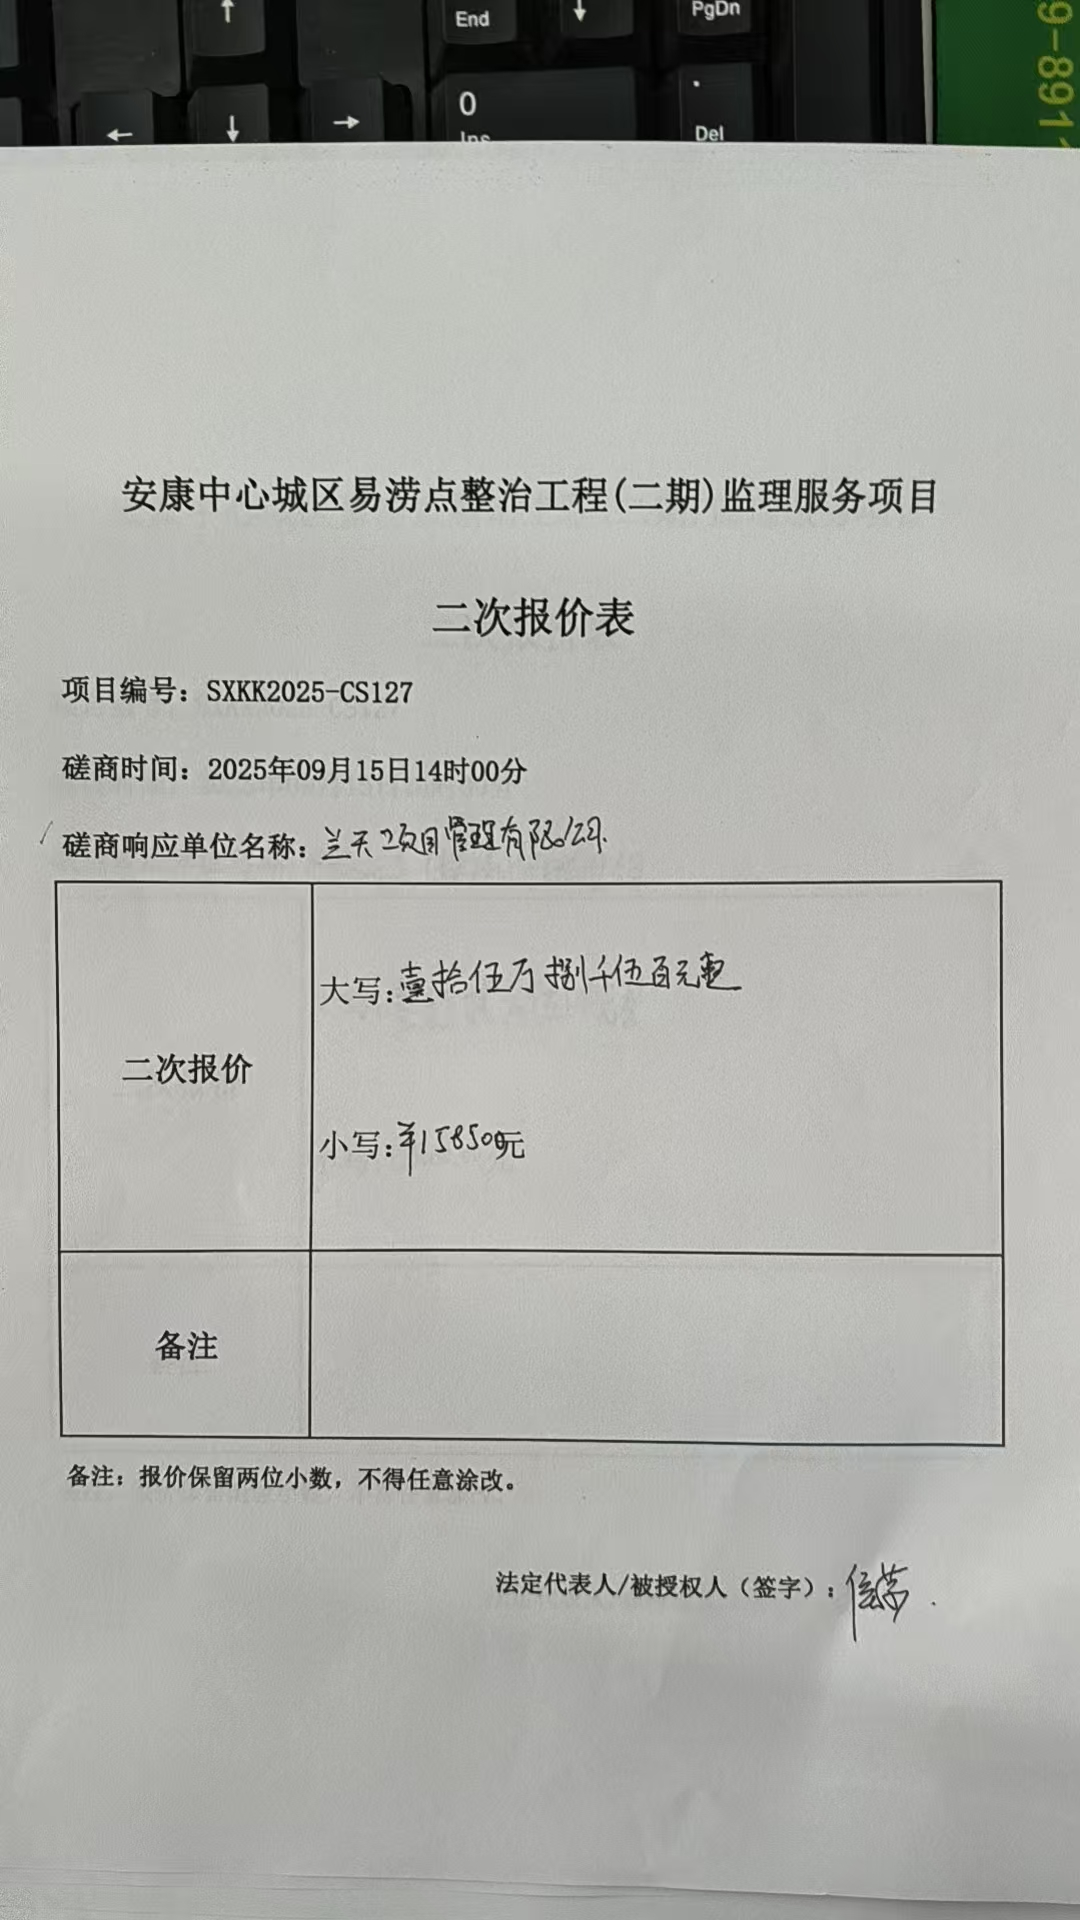 ↑ End ↓ PgDn
← ↓ → 0 Ins . Del
9-891
安康中心城区易涝点整治工程(二期)监理服务项目
二次报价表
项目编号：SXKK2025-CS127
磋商时间：2025年09月15日14时00分
磋商响应单位名称：兰天项目管理有限公司.
大写:壹拾伍万捌仟伍百元整
二次报价
小写:¥158500元
备注
备注：报价保留两位小数，不得任意涂改。
法定代表人/被授权人（签字）: